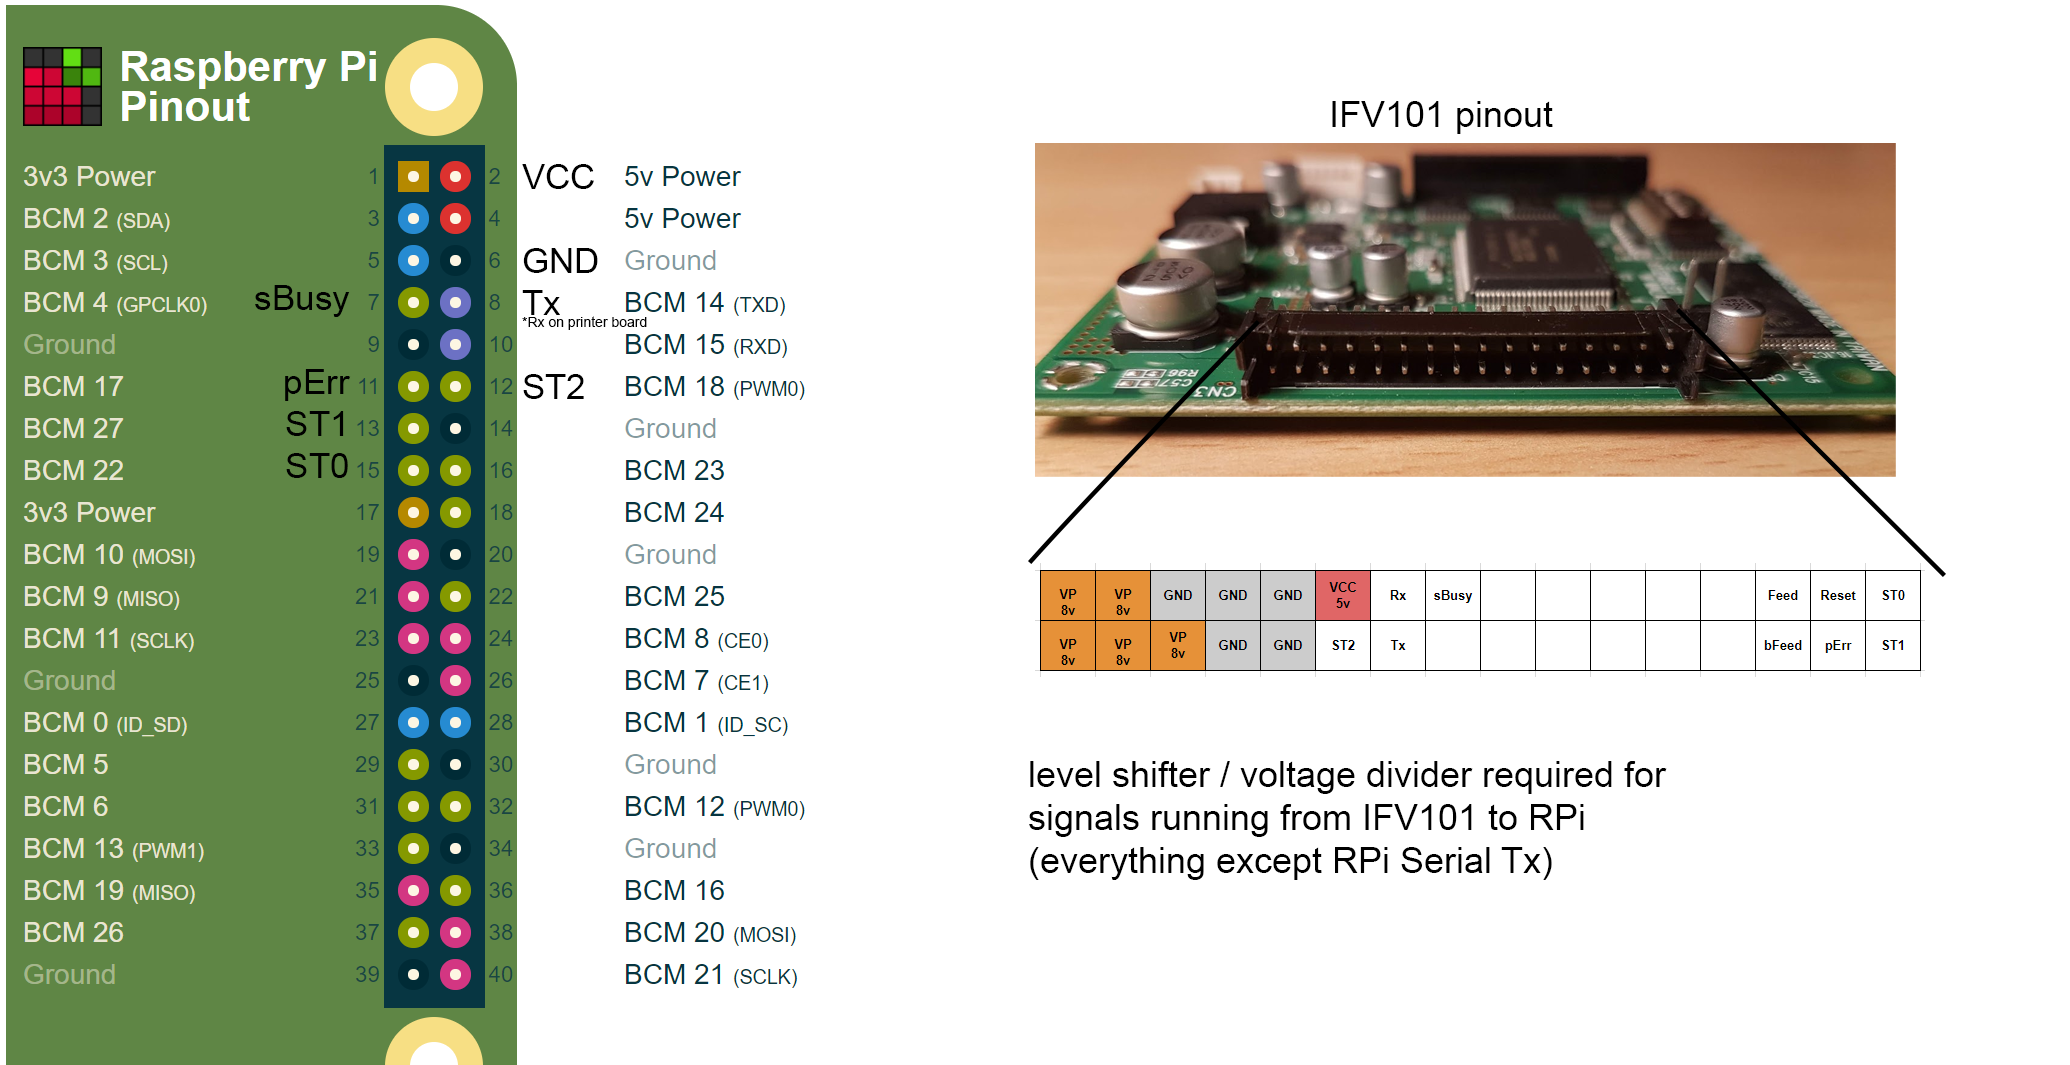 Raspberry Pi
Pinout
3v3 Power 1 2 VCC 5v Power
BCM 2 (SDA) 3 4 5v Power
BCM 3 (SCL) 5 6 GND Ground
BCM 4 (GPCLK0) sBusy 7 8 Tx BCM 14 (TXD)
*Rx on printer board
Ground 9 10 BCM 15 (RXD)
BCM 17 pErr 11 12 ST2 BCM 18 (PWM0)
BCM 27 ST1 13 14 Ground
BCM 22 ST0 15 16 BCM 23
3v3 Power 17 18 BCM 24
BCM 10 (MOSI) 19 20 Ground
BCM 9 (MISO) 21 22 BCM 25
BCM 11 (SCLK) 23 24 BCM 8 (CE0)
Ground 25 26 BCM 7 (CE1)
BCM 0 (ID_SD) 27 28 BCM 1 (ID_SC)
BCM 5 29 30 Ground
BCM 6 31 32 BCM 12 (PWM0)
BCM 13 (PWM1) 33 34 Ground
BCM 19 (MISO) 35 36 BCM 16
BCM 26 37 38 BCM 20 (MOSI)
Ground 39 40 BCM 21 (SCLK)
IFV101 pinout
C57
R96
CN3
VP 8v VP 8v GND GND GND VCC 5v Rx sBusy Feed Reset ST0
VP 8v VP 8v VP 8v GND GND ST2 Tx bFeed pErr ST1
level shifter / voltage divider required for
signals running from IFV101 to RPi
(everything except RPi Serial Tx)